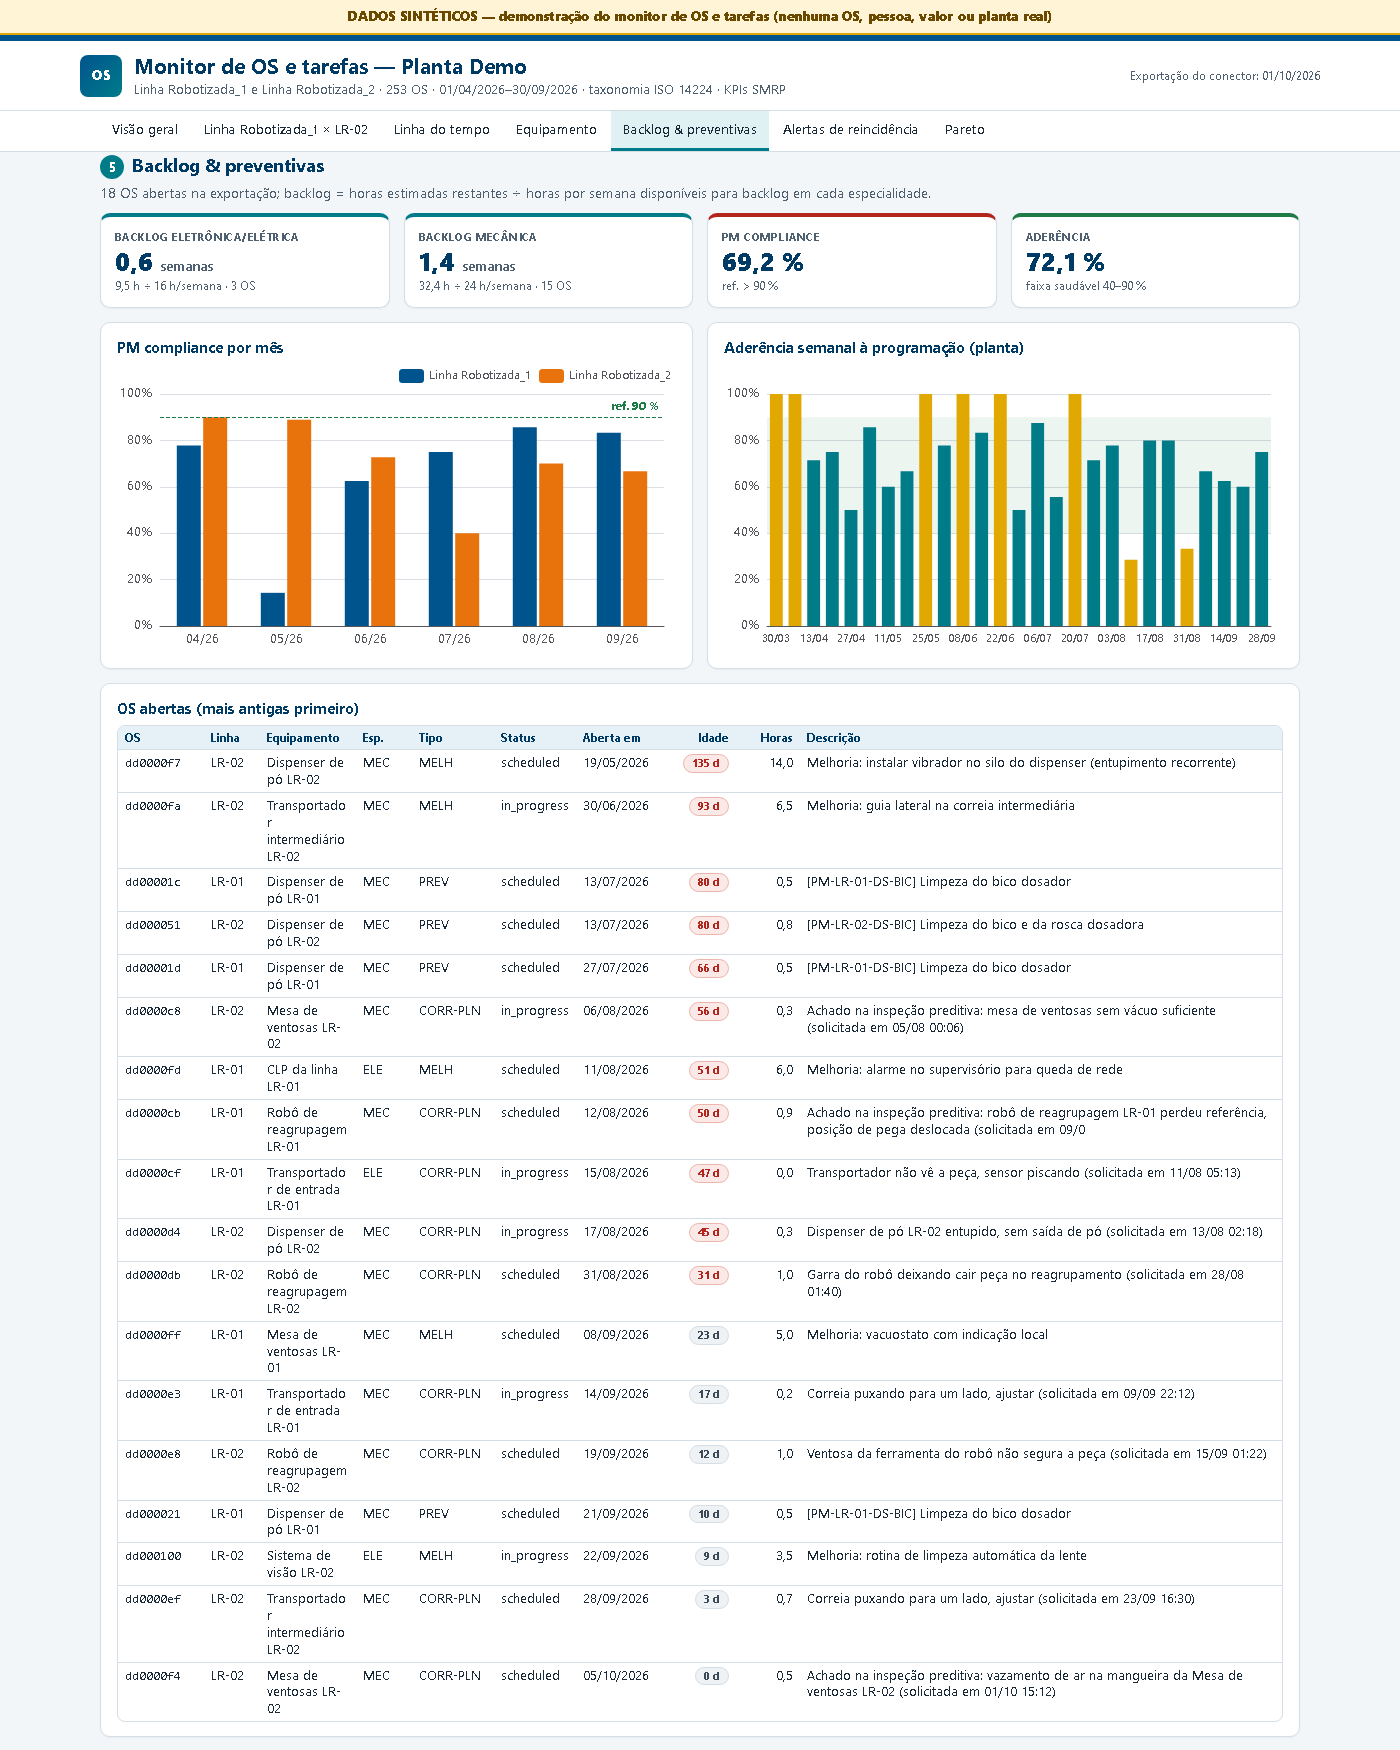 DADOS SINTÉTICOS — demonstração do monitor de OS e tarefas (nenhuma OS, pessoa, valor ou planta real)
OS
Monitor de OS e tarefas — Planta Demo
Linha Robotizada_1 e Linha Robotizada_2 · 253 OS · 01/04/2026–30/09/2026 · taxonomia ISO 14224 · KPIs SMRP
Exportação do conector: 01/10/2026
Visão geral Linha Robotizada_1 × LR-02 Linha do tempo Equipamento Backlog & preventivas Alertas de reincidência Pareto
5 Backlog & preventivas
18 OS abertas na exportação; backlog = horas estimadas restantes ÷ horas por semana disponíveis para backlog em cada especialidade.
BACKLOG ELETRÔNICA/ELÉTRICA
0,6 semanas
9,5 h ÷ 16 h/semana · 3 OS
BACKLOG MECÂNICA
1,4 semanas
32,4 h ÷ 24 h/semana · 15 OS
PM COMPLIANCE
69,2 %
ref. > 90 %
ADERÊNCIA
72,1 %
faixa saudável 40–90 %
PM compliance por mês
Linha Robotizada_1 Linha Robotizada_2
100%
ref. 90 %
80%
60%
40%
20%
0%
04/26 05/26 06/26 07/26 08/26 09/26
Aderência semanal à programação (planta)
100%
80%
60%
40%
20%
0%
30/03 13/04 27/04 11/05 25/05 08/06 22/06 06/07 20/07 03/08 17/08 31/08 14/09 28/09
OS abertas (mais antigas primeiro)
OS Linha Equipamento Esp. Tipo Status Aberta em Idade Horas Descrição
dd0000f7 LR-02 Dispenser de MEC MELH scheduled 19/05/2026 135 d 14,0 Melhoria: instalar vibrador no silo do dispenser (entupimento recorrente)
pó LR-02
dd0000fa LR-02 Transportado MEC MELH in_progress 30/06/2026 93 d 6,5 Melhoria: guia lateral na correia intermediária
r
intermediário
LR-02
dd00001c LR-01 Dispenser de MEC PREV scheduled 13/07/2026 80 d 0,5 [PM-LR-01-DS-BIC] Limpeza do bico dosador
pó LR-01
dd000051 LR-02 Dispenser de MEC PREV scheduled 13/07/2026 80 d 0,8 [PM-LR-02-DS-BIC] Limpeza do bico e da rosca dosadora
pó LR-02
dd00001d LR-01 Dispenser de MEC PREV scheduled 27/07/2026 66 d 0,5 [PM-LR-01-DS-BIC] Limpeza do bico dosador
pó LR-01
dd0000c8 LR-02 Mesa de MEC CORR-PLN in_progress 06/08/2026 56 d 0,3 Achado na inspeção preditiva: mesa de ventosas sem vácuo suficiente
ventosas LR- (solicitada em 05/08 00:06)
02
dd0000fd LR-01 CLP da linha ELE MELH scheduled 11/08/2026 51 d 6,0 Melhoria: alarme no supervisório para queda de rede
LR-01
dd0000cb LR-01 Robô de MEC CORR-PLN scheduled 12/08/2026 50 d 0,9 Achado na inspeção preditiva: robô de reagrupagem LR-01 perdeu referência,
reagrupagem posição de pega deslocada (solicitada em 09/0
LR-01
dd0000cf LR-01 Transportado ELE CORR-PLN in_progress 15/08/2026 47 d 0,0 Transportador não vê a peça, sensor piscando (solicitada em 11/08 05:13)
r de entrada
LR-01
dd0000d4 LR-02 Dispenser de MEC CORR-PLN in_progress 17/08/2026 45 d 0,3 Dispenser de pó LR-02 entupido, sem saída de pó (solicitada em 13/08 02:18)
pó LR-02
dd0000db LR-02 Robô de MEC CORR-PLN scheduled 31/08/2026 31 d 1,0 Garra do robô deixando cair peça no reagrupamento (solicitada em 28/08
reagrupagem 01:40)
LR-02
dd0000ff LR-01 Mesa de MEC MELH scheduled 08/09/2026 23 d 5,0 Melhoria: vacuostato com indicação local
ventosas LR-
01
dd0000e3 LR-01 Transportado MEC CORR-PLN in_progress 14/09/2026 17 d 0,2 Correia puxando para um lado, ajustar (solicitada em 09/09 22:12)
r de entrada
LR-01
dd0000e8 LR-02 Robô de MEC CORR-PLN scheduled 19/09/2026 12 d 1,0 Ventosa da ferramenta do robô não segura a peça (solicitada em 15/09 01:22)
reagrupagem
LR-02
dd000021 LR-01 Dispenser de MEC PREV scheduled 21/09/2026 10 d 0,5 [PM-LR-01-DS-BIC] Limpeza do bico dosador
pó LR-01
dd000100 LR-02 Sistema de ELE MELH in_progress 22/09/2026 9 d 3,5 Melhoria: rotina de limpeza automática da lente
visão LR-02
dd0000ef LR-02 Transportado MEC CORR-PLN scheduled 28/09/2026 3 d 0,7 Correia puxando para um lado, ajustar (solicitada em 23/09 16:30)
r
intermediário
LR-02
dd0000f4 LR-02 Mesa de MEC CORR-PLN scheduled 05/10/2026 0 d 0,5 Achado na inspeção preditiva: vazamento de ar na mangueira da Mesa de
ventosas LR- ventosas LR-02 (solicitada em 01/10 15:12)
02